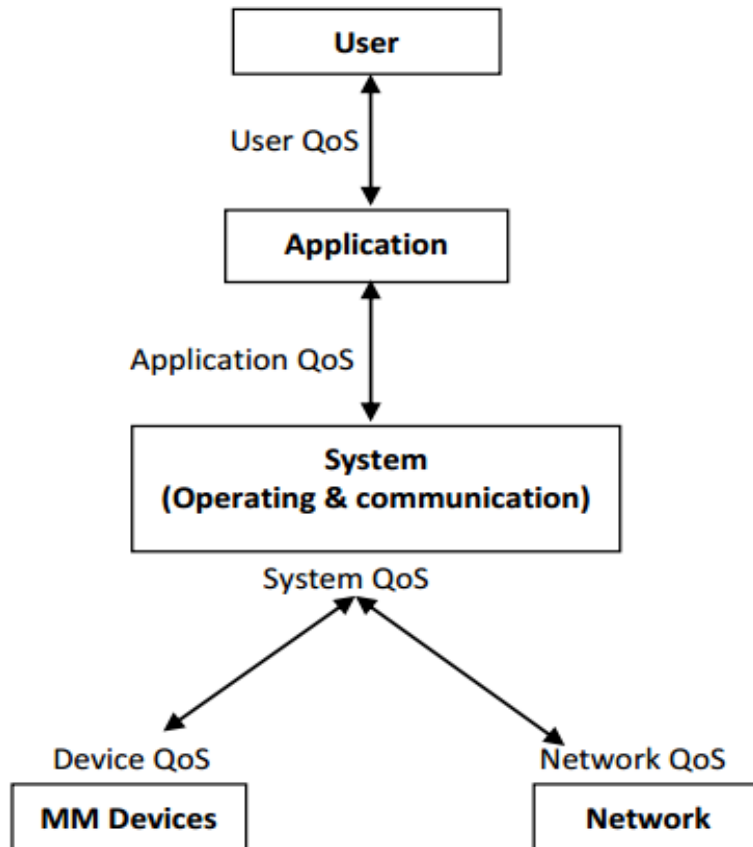 User
User QoS
Application
Application QoS
System
(Operating & communication)
System QoS
Device QoS
Network QoS
MM Devices
Network